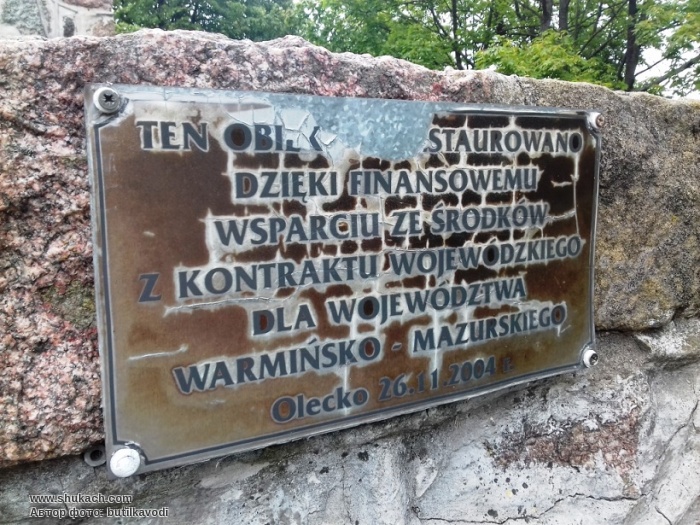 TEN OBIEK STAUROWANO
DZIĘKI FINANSOWEMU
WSPARCIU ZE ŚRODKÓW
Z KONTRAKTU WOJEWÓDZKIEGO
DLA WOJEWÓDZTWA
WARMIŃSKO - MAZURSKIEGO
Olecko 26.11.2004 r.
www.shukach.com
Автор фото: butilkavodi